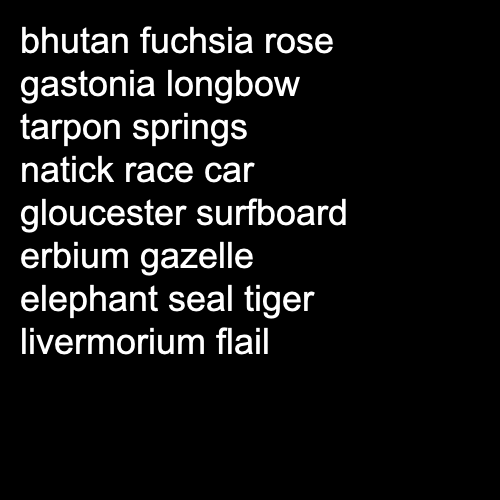 bhutan fuchsia rose
gastonia longbow
tarpon springs
natick race car
gloucester surfboard
erbium gazelle
elephant seal tiger
livermorium flail